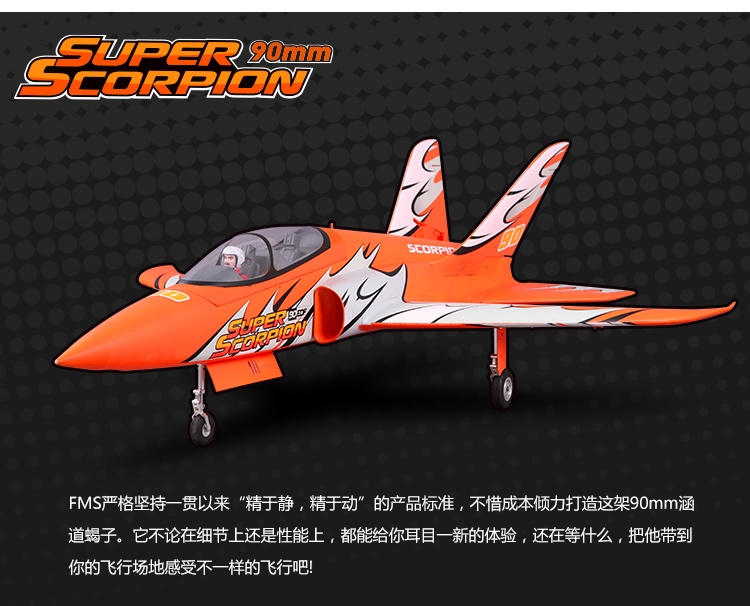 SUPER 90mm
SCORPION
SCORPIO
90
SUPER 90
SCORPION
FMS严格坚持一贯以来“精于静，精于动”的产品标准，不惜成本倾力打造这架90mm涵
道蝎子。它不论在细节上还是性能上，都能给你耳目一新的体验，还在等什么，把他带到
你的飞行场地感受不一样的飞行吧!